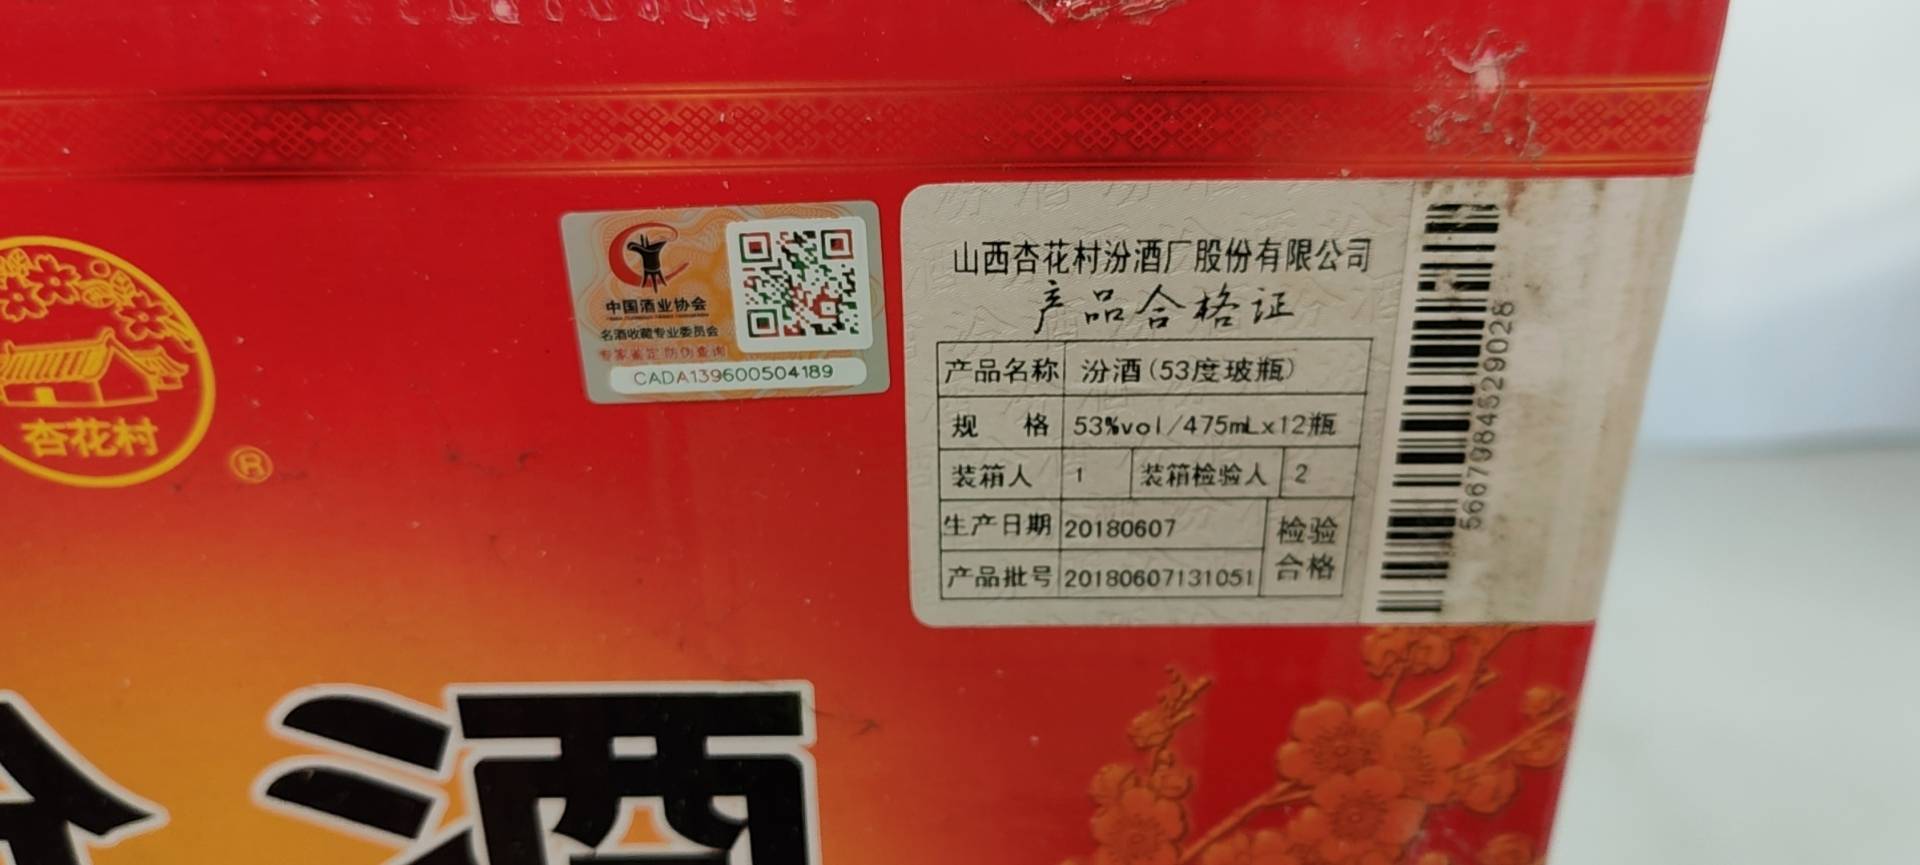 杏花村
®
中国酒业协会
名酒收藏专业委员会
专家鉴定 防伪查询
CADA139600504189
山西杏花村汾酒厂股份有限公司
产品合格证
产品名称 汾酒(53度玻瓶)
规 格 53%vol/475mLx12瓶
装箱人 1 装箱检验人 2
生产日期 20180607 检验
产品批号 20180607131051 合格
5667984529026
酒